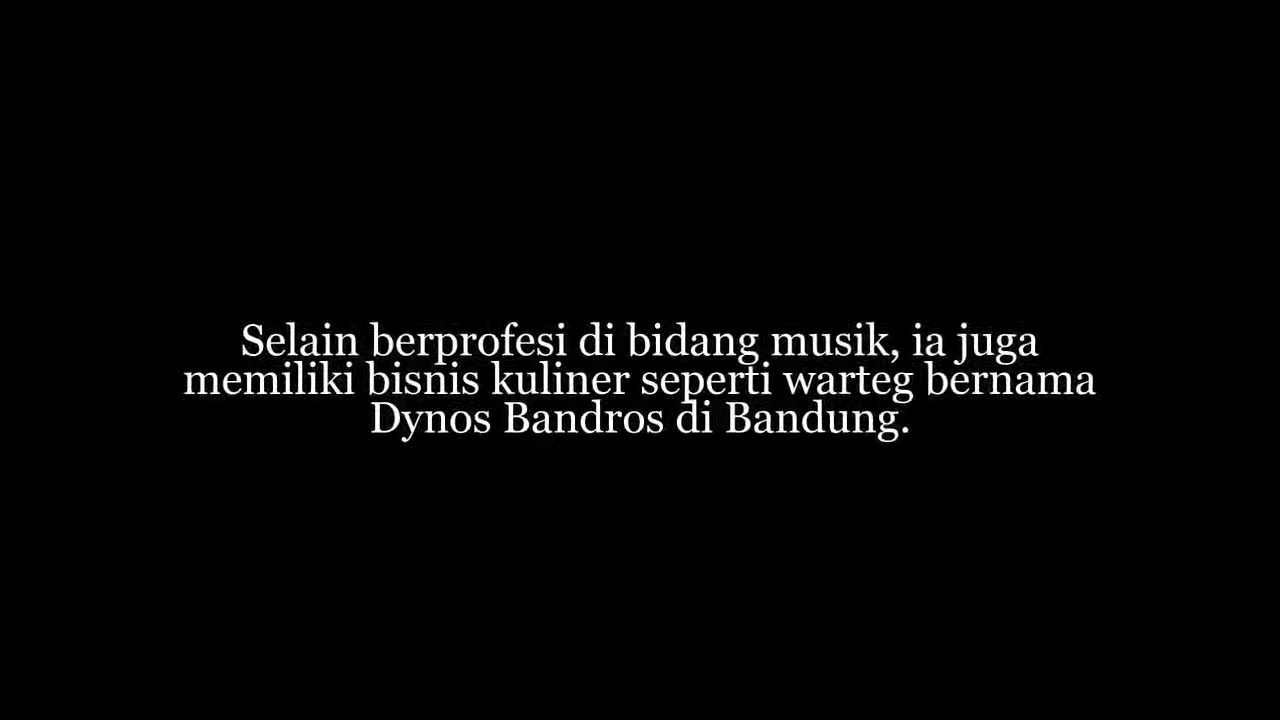 Selain berprofesi di bidang musik, ia juga
memiliki bisnis kuliner seperti warteg bernama
Dynos Bandros di Bandung.